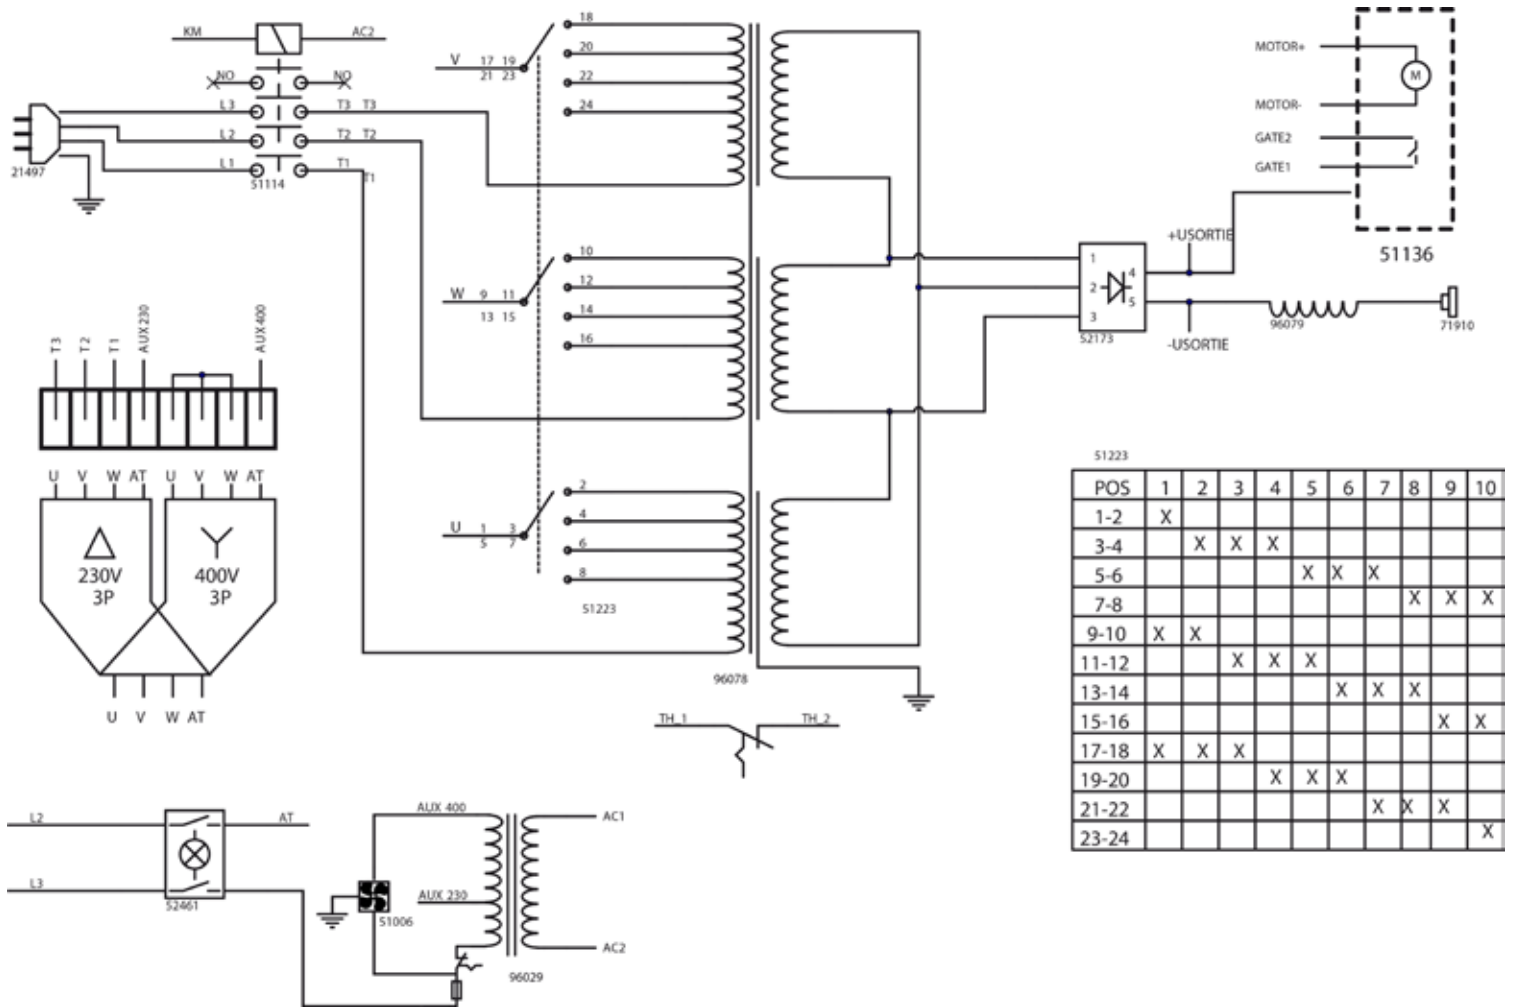 KM AC2
NO NO
L3 T3 T3
L2 T2 T2
L1 T1
T1
21497
51114
V 17 19
21 23
18
20
22
24
W 9 11
13 15
10
12
14
16
U 1 3
5 7
2
4
6
8
51223
96078
TH_1 TH_2
MOTOR+
M
MOTOR-
GATE2
GATE1
51136
+USORTIE
1
2
3
4
5
52173
-USORTIE
96079
71910
T3 T2 T1 AUX 230 AUX 400
U V W AT U V W AT
230V
3P
400V
3P
U V W AT
51223
POS 1 2 3 4 5 6 7 8 9 10
1-2 X
3-4 X X X
5-6 X X X
7-8 X X X
9-10 X X
11-12 X X X
13-14 X X X
15-16 X X
17-18 X X X
19-20 X X X
21-22 X X X
23-24 X
L2 AT
L3
52461
AUX 400
AUX 230
51006
96029
AC1
AC2